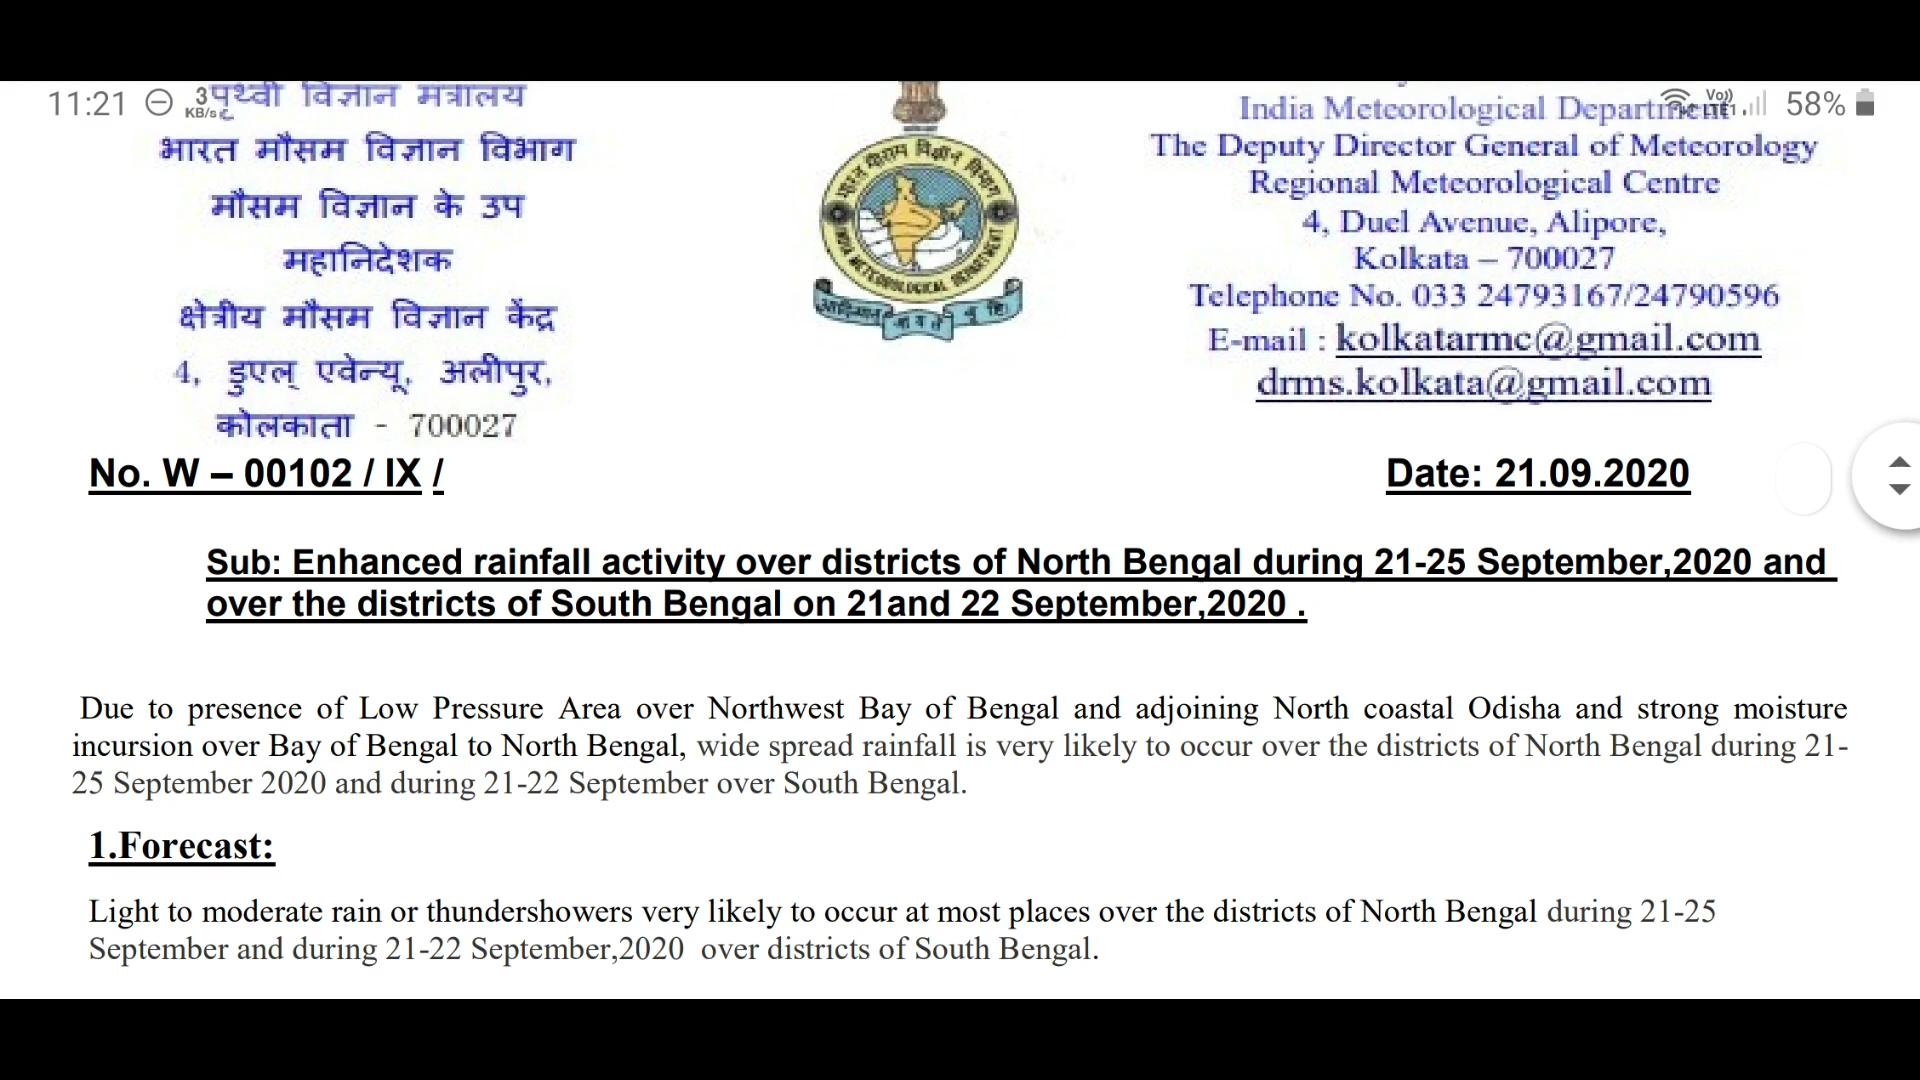 11:21 3 KB/s 58%
पृथ्वी विज्ञान मंत्रालय
भारत मौसम विज्ञान विभाग
मौसम विज्ञान के उप
महानिदेशक
क्षेत्रीय मौसम विज्ञान केंद्र
4, डुएल् एवेन्यू, अलीपुर,
कोलकाता - 700027
भारत मौसम विज्ञान विभाग
INDIA METEOROLOGICAL DEPARTMENT
India Meteorological Department
The Deputy Director General of Meteorology
Regional Meteorological Centre
4, Duel Avenue, Alipore,
Kolkata – 700027
Telephone No. 033 24793167/24790596
E-mail : kolkatarmc@gmail.com
drms.kolkata@gmail.com
No. W – 00102 / IX /
Date: 21.09.2020
Sub: Enhanced rainfall activity over districts of North Bengal during 21-25 September,2020 and
over the districts of South Bengal on 21and 22 September,2020 .
Due to presence of Low Pressure Area over Northwest Bay of Bengal and adjoining North coastal Odisha and strong moisture
incursion over Bay of Bengal to North Bengal, wide spread rainfall is very likely to occur over the districts of North Bengal during 21-
25 September 2020 and during 21-22 September over South Bengal.
1.Forecast:
Light to moderate rain or thundershowers very likely to occur at most places over the districts of North Bengal during 21-25
September and during 21-22 September,2020 over districts of South Bengal.